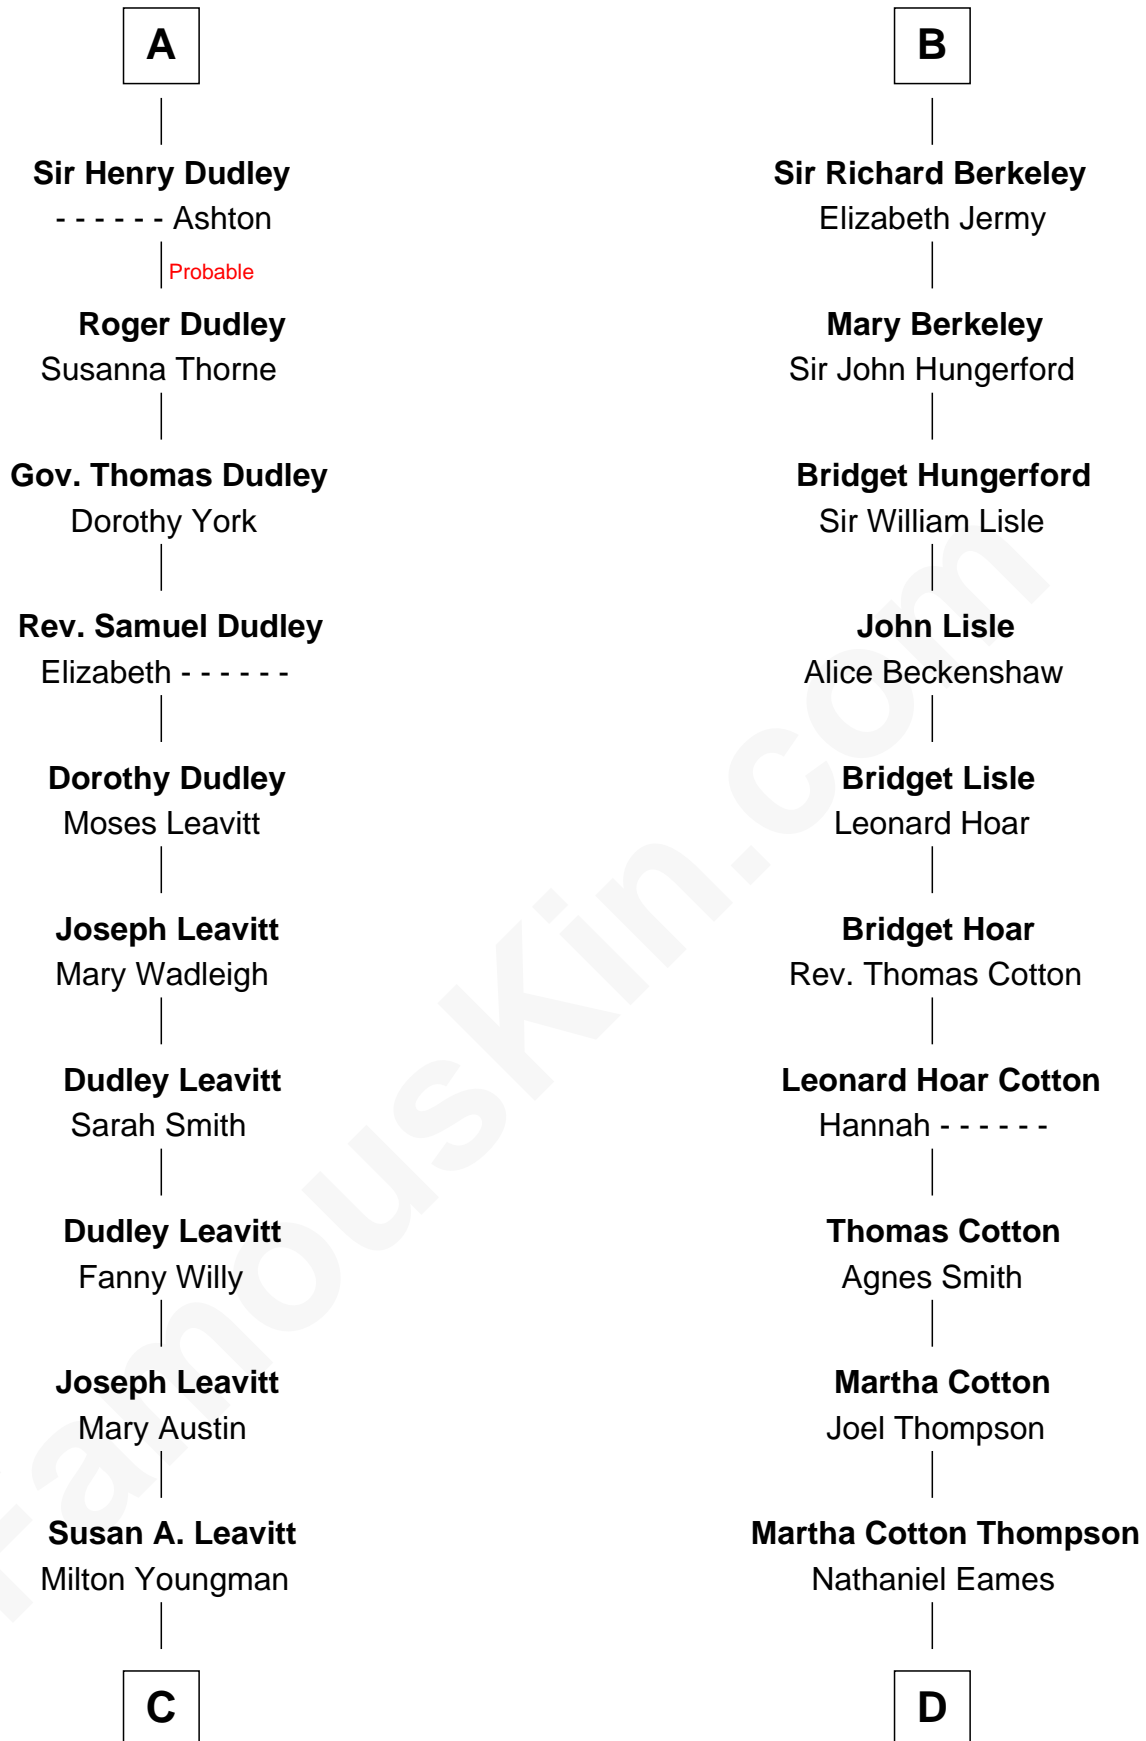 A
Sir Henry Dudley
- - - - - - Ashton
Probable
Roger Dudley
Susanna Thorne
Gov. Thomas Dudley
Dorothy York
Rev. Samuel Dudley
Elizabeth - - - - - -
Dorothy Dudley
Moses Leavitt
Joseph Leavitt
Mary Wadleigh
Dudley Leavitt
Sarah Smith
Dudley Leavitt
Fanny Willy
Joseph Leavitt
Mary Austin
Susan A. Leavitt
Milton Youngman
C
B
Sir Richard Berkeley
Elizabeth Jermy
Mary Berkeley
Sir John Hungerford
Bridget Hungerford
Sir William Lisle
John Lisle
Alice Beckenshaw
Bridget Lisle
Leonard Hoar
Bridget Hoar
Rev. Thomas Cotton
Leonard Hoar Cotton
Hannah - - - - - -
Thomas Cotton
Agnes Smith
Martha Cotton
Joel Thompson
Martha Cotton Thompson
Nathaniel Eames
D
FamousKin.com